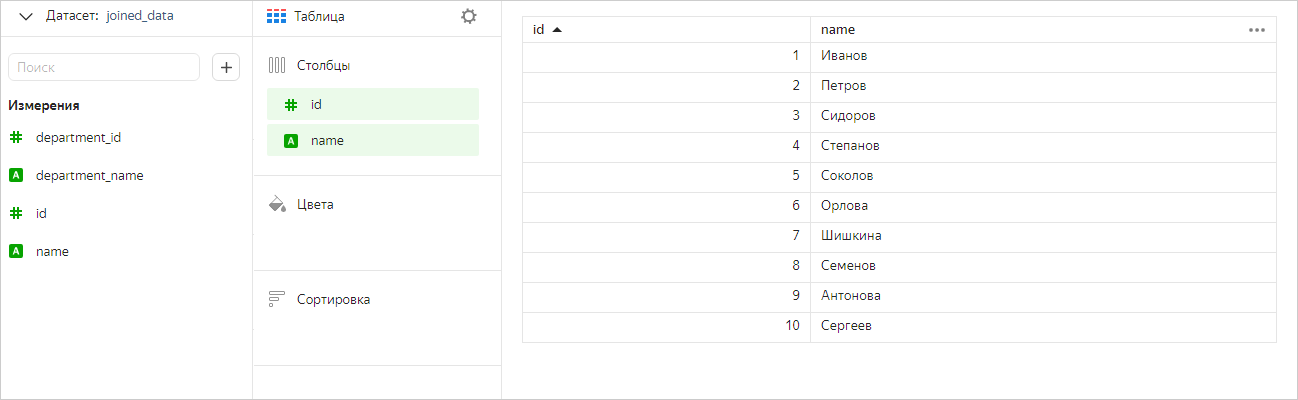 Датасет: joined_data
Поиск
Измерения
department_id
department_name
id
name
Таблица
Столбцы
id
name
Цвета
Сортировка
id name
1 Иванов
2 Петров
3 Сидоров
4 Степанов
5 Соколов
6 Орлова
7 Шишкина
8 Семенов
9 Антонова
10 Сергеев